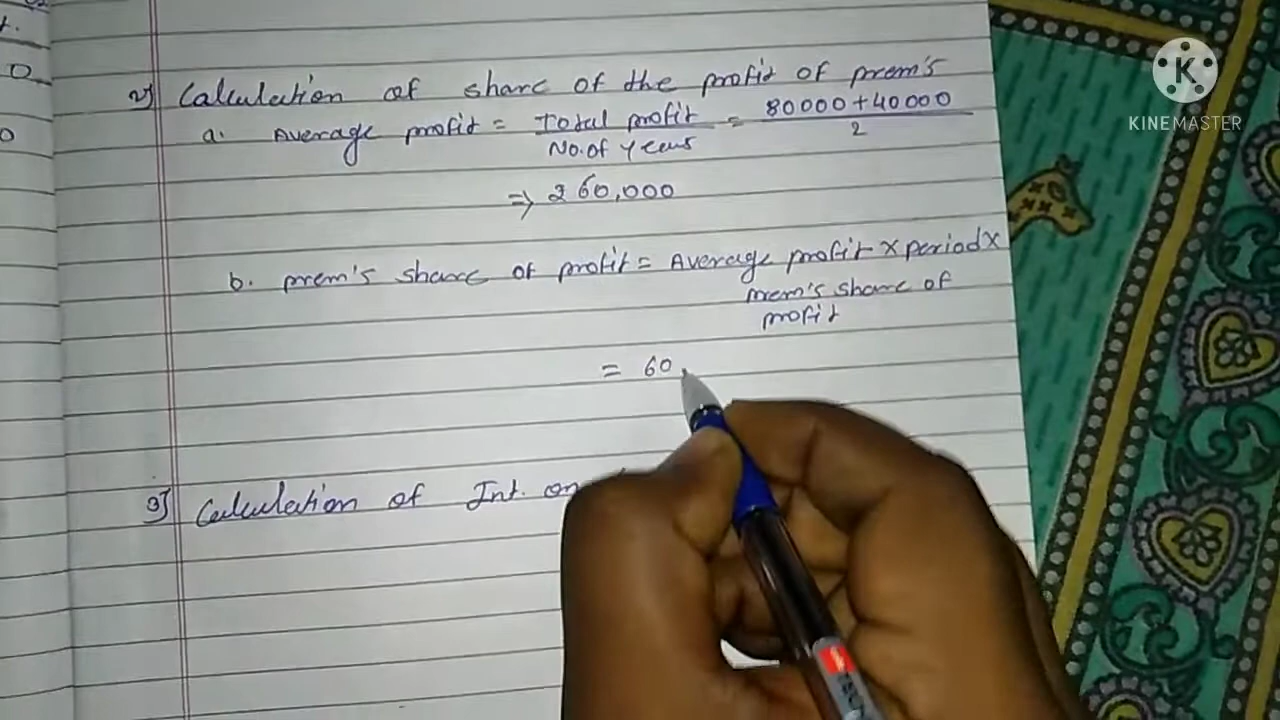 2) Calculation of share of the profit of prem's
a. Average profit = Total profit / No. of years = 80000 + 40000 / 2
⇒ ₹ 60,000
b. prem's share of profit = Average profit × period ×
prem's share of
profit
= 60
3) Calculation of Int. on
K
KINEMASTER